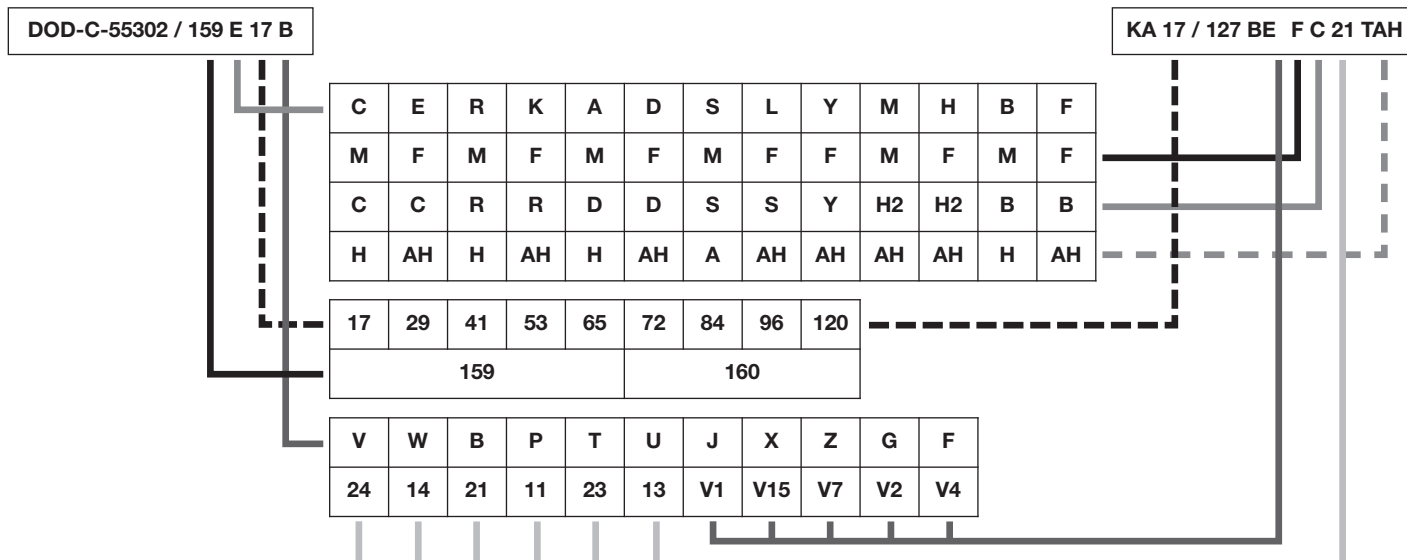 DOD-C-55302 / 159 E 17 B
KA 17 / 127 BE F C 21 TAH
C E R K A D S L Y M H B F
M F M F M F M F F M F M F
C C R R D D S S Y H2 H2 B B
H AH H AH H AH A AH AH AH AH H AH
17 29 41 53 65 72 84 96 120
159 160
V W B P T U J X Z G F
24 14 21 11 23 13 V1 V15 V7 V2 V4